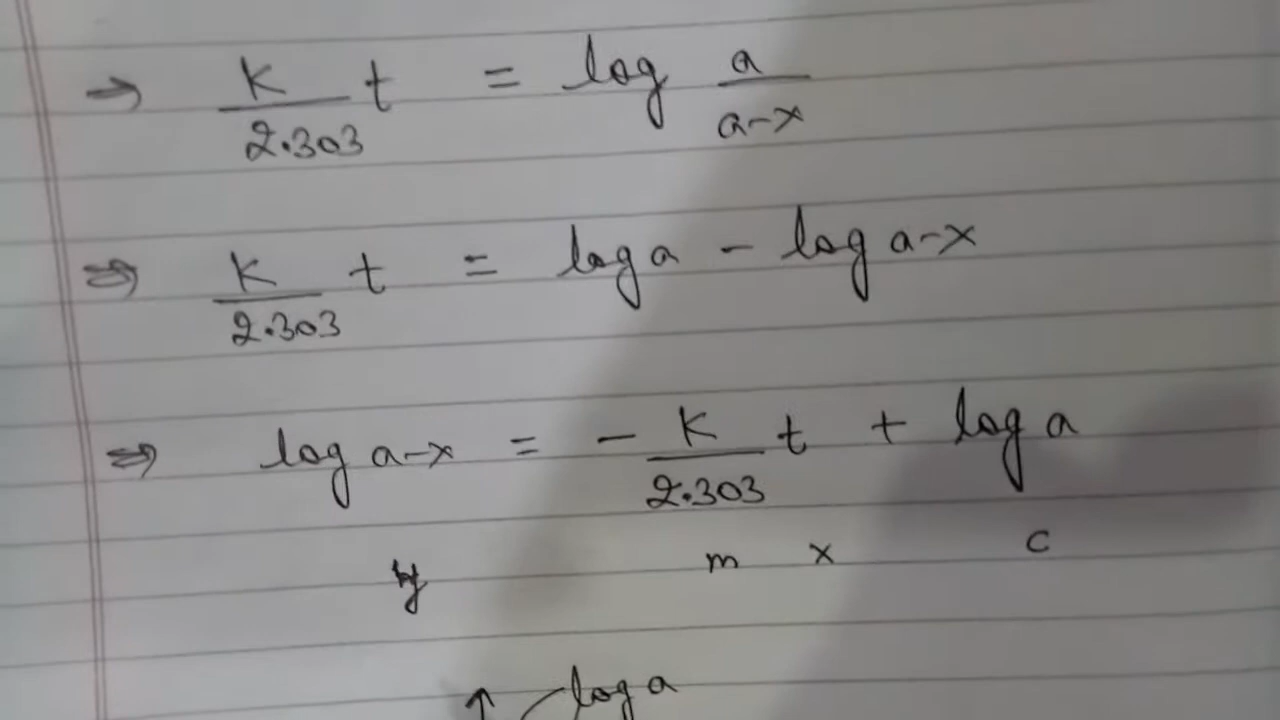 → K/2.303 t = log a/a-x
⇒ K/2.303 t = log a - log a-x
⇒ log a-x = - K/2.303 t + log a
y m x c
↑ log a